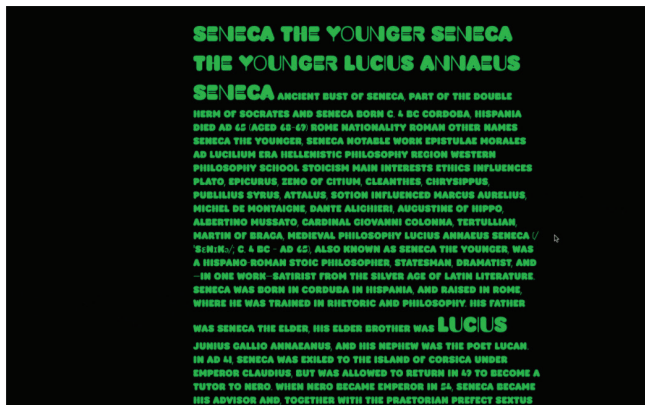 SENECA THE YOUNGER SENECA
THE YOUNGER LUCIUS ANNAEUS
SENECA ANCIENT BUST OF SENECA, PART OF THE DOUBLE
HERM OF SOCRATES AND SENECA BORN C. 4 BC CORDOBA, HISPANIA
DIED AD 65 (AGED 68–69) ROME NATIONALITY ROMAN OTHER NAMES
SENECA THE YOUNGER, SENECA NOTABLE WORK EPISTULAE MORALES
AD LUCILIUM ERA HELLENISTIC PHILOSOPHY REGION WESTERN
PHILOSOPHY SCHOOL STOICISM MAIN INTERESTS ETHICS INFLUENCES
PLATO, EPICURUS, ZENO OF CITIUM, CLEANTHES, CHRYSIPPUS,
PUBLILIUS SYRUS, ATTALUS, SOTION INFLUENCED MARCUS AURELIUS,
MICHEL DE MONTAIGNE, DANTE ALIGHIERI, AUGUSTINE OF HIPPO,
ALBERTINO MUSSATO, CARDINAL GIOVANNI COLONNA, TERTULLIAN,
MARTIN OF BRAGA, MEDIEVAL PHILOSOPHY LUCIUS ANNAEUS SENECA (/
ˈSƐNɪKə/; C. 4 BC – AD 65), ALSO KNOWN AS SENECA THE YOUNGER, WAS
A HISPANO-ROMAN STOIC PHILOSOPHER, STATESMAN, DRAMATIST, AND
—IN ONE WORK—SATIRIST FROM THE SILVER AGE OF LATIN LITERATURE.
SENECA WAS BORN IN CORDUBA IN HISPANIA, AND RAISED IN ROME,
WHERE HE WAS TRAINED IN RHETORIC AND PHILOSOPHY. HIS FATHER
WAS SENECA THE ELDER, HIS ELDER BROTHER WAS LUCIUS
JUNIUS GALLIO ANNAEANUS, AND HIS NEPHEW WAS THE POET LUCAN.
IN AD 41, SENECA WAS EXILED TO THE ISLAND OF CORSICA UNDER
EMPEROR CLAUDIUS, BUT WAS ALLOWED TO RETURN IN 49 TO BECOME A
TUTOR TO NERO. WHEN NERO BECAME EMPEROR IN 54, SENECA BECAME
HIS ADVISOR AND, TOGETHER WITH THE PRAETORIAN PREFECT SEXTUS